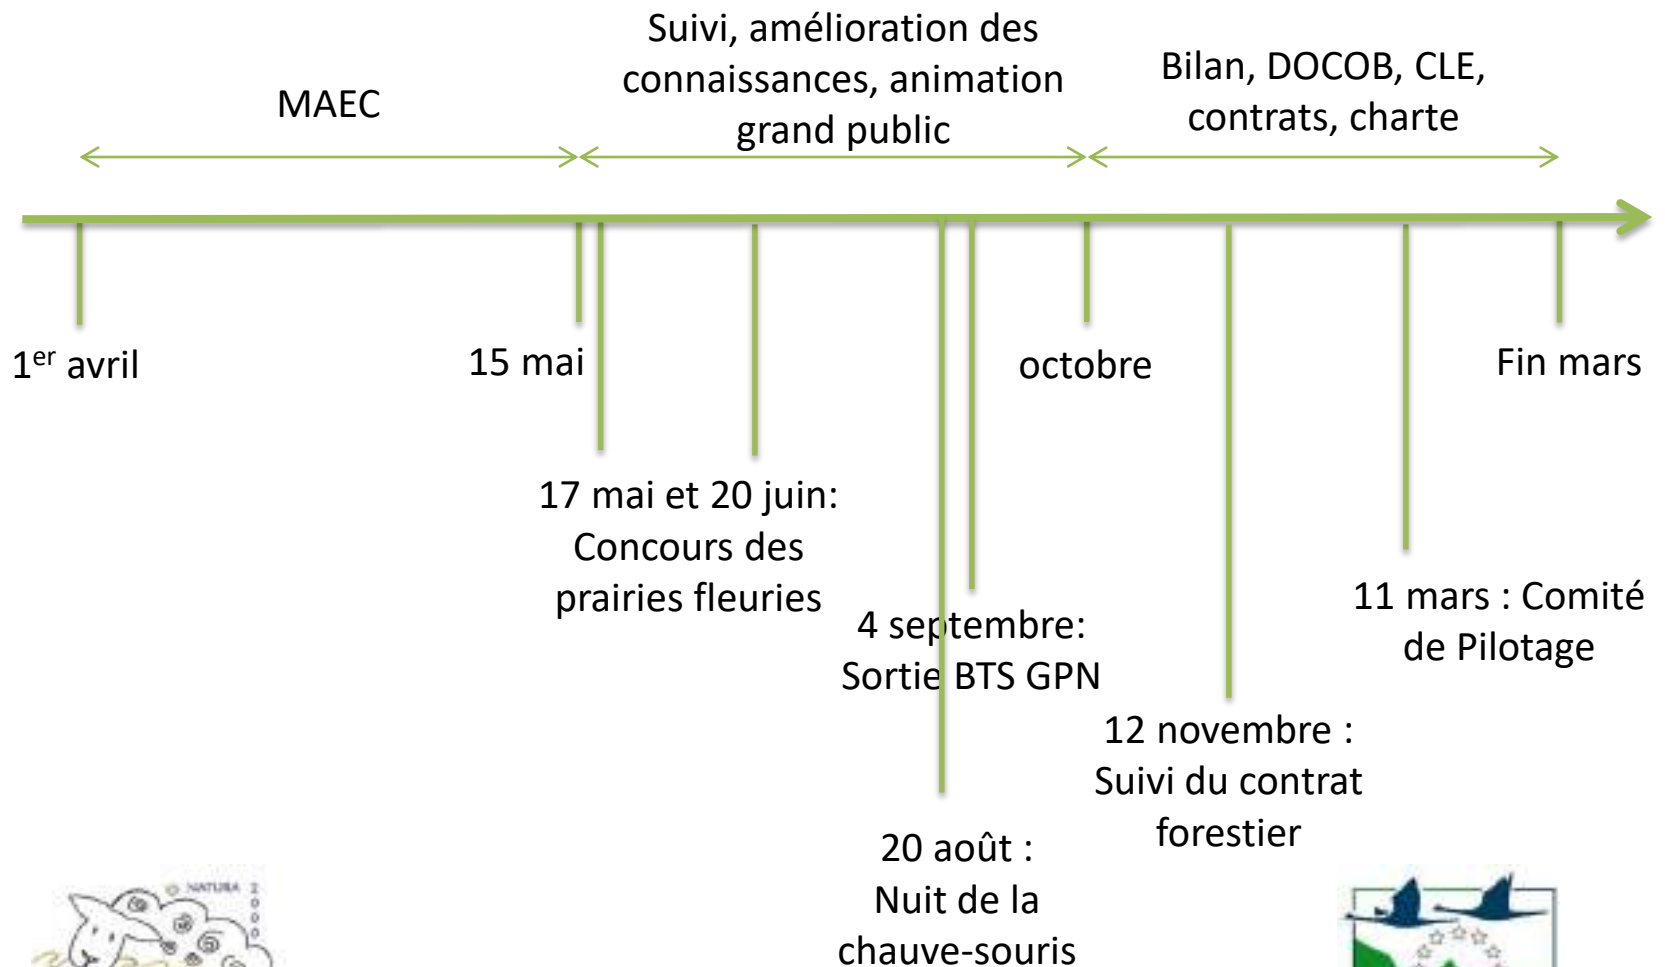 MAEC
Suivi, amélioration des
connaissances, animation
grand public
Bilan, DOCOB, CLE,
contrats, charte
1er avril
15 mai
octobre
Fin mars
17 mai et 20 juin:
Concours des
prairies fleuries
4 septembre:
Sortie BTS GPN
11 mars : Comité
de Pilotage
12 novembre :
Suivi du contrat
forestier
20 août :
Nuit de la
chauve-souris
NATURA 2000